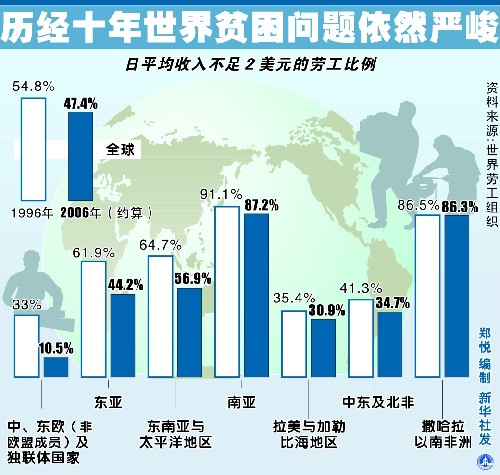 历经十年世界贫困问题依然严峻
日平均收入不足2美元的劳工比例
54.8%
47.4%
全球
1996年 2006年（约算）
资料来源：世界劳工组织
33%
10.5%
61.9%
44.2%
64.7%
56.9%
91.1%
87.2%
35.4%
30.9%
41.3%
34.7%
86.5%
86.3%
中、东欧（非
欧盟成员）及
独联体国家
东亚
东南亚与
太平洋地区
南亚
拉美与加勒
比海地区
中东及北非
撒哈拉
以南非洲
郑悦 编制 新华社发